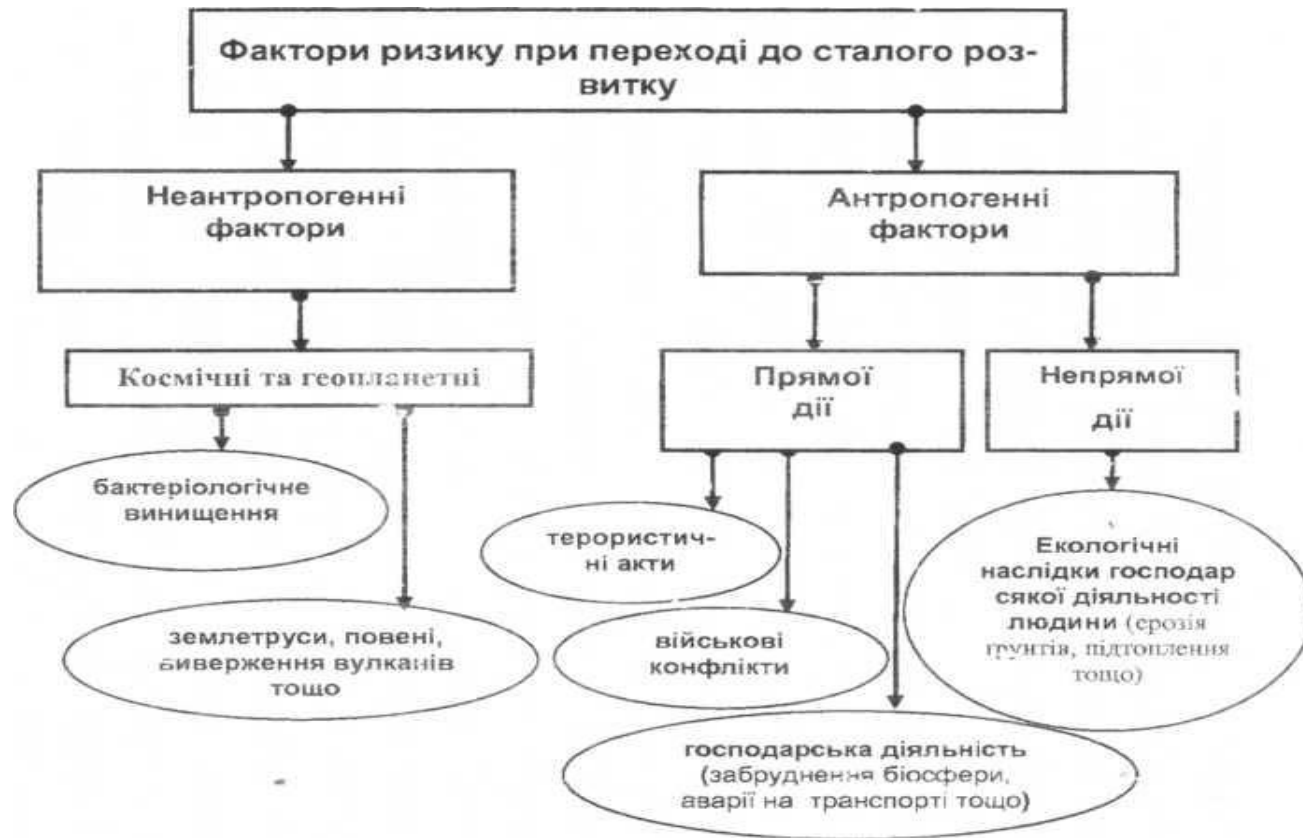 Фактори ризику при переході до сталого роз-
витку
Неантропогенні
фактори
Антропогенні
фактори
Космічні та геопланетні
Прямої
дії
Непрямої
дії
бактеріологічне
винищення
землетруси, повені,
виверження вулканів
тощо
терористич-
ні акти
військові
конфлікти
господарська діяльність
(забруднення біосфери,
аварії на транспорті тощо)
Екологічні
наслідки господар
сякої діяльності
людини (ерозія
ґрунтів, підтоплення
тощо)